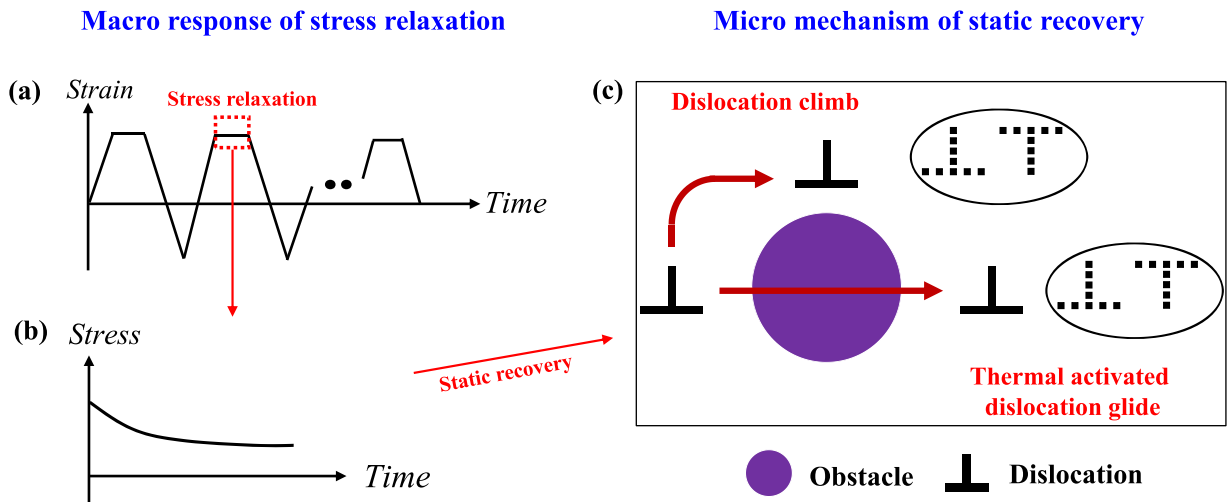 Macro response of stress relaxation
Micro mechanism of static recovery
(a)
Strain
Stress relaxation
Time
(b)
Stress
Time
Static recovery
(c)
Dislocation climb
Thermal activated
dislocation glide
Obstacle
Dislocation